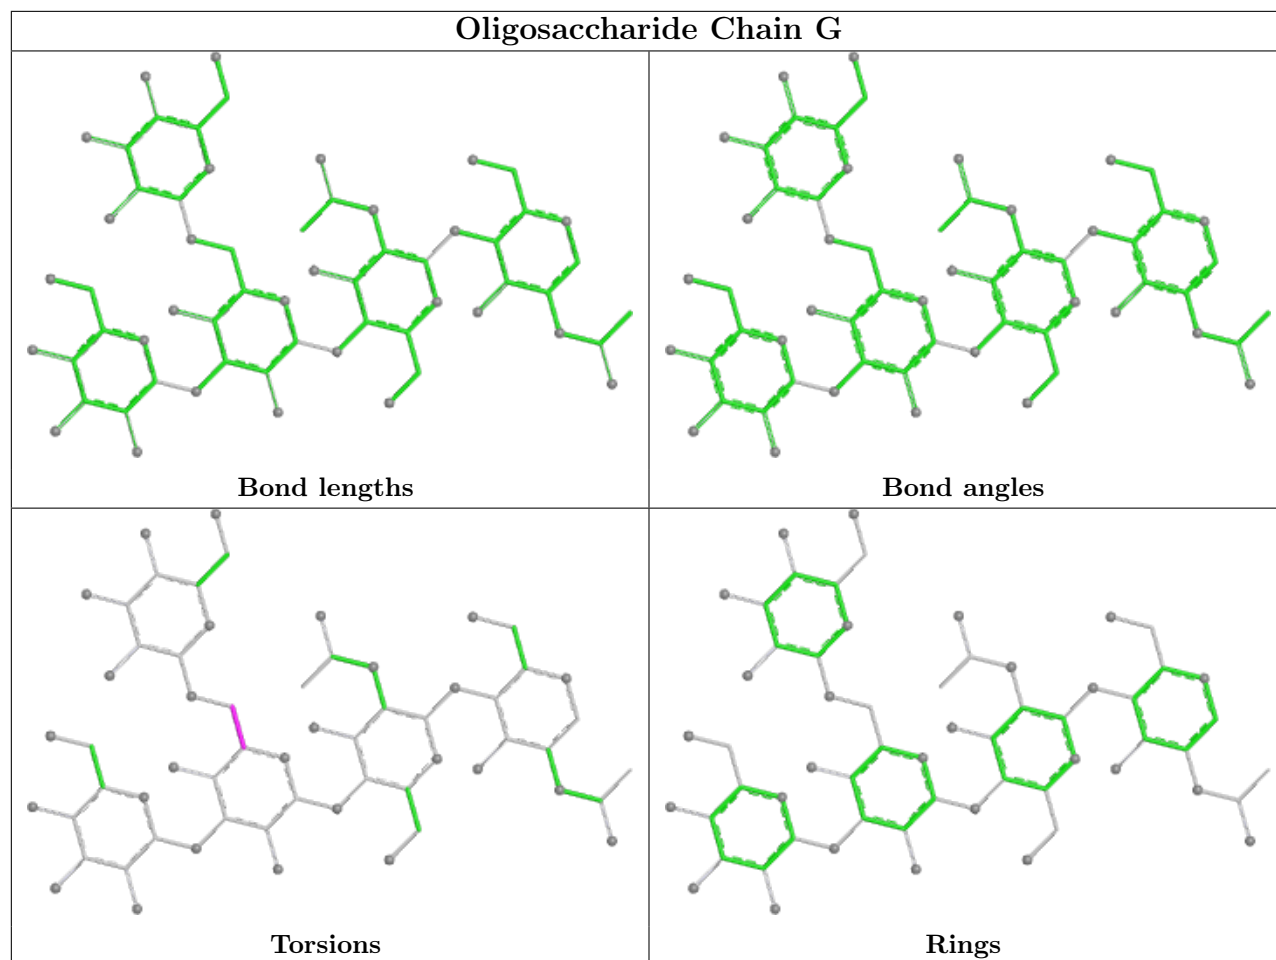 Oligosaccharide Chain G
Bond lengths
Bond angles
Torsions
Rings